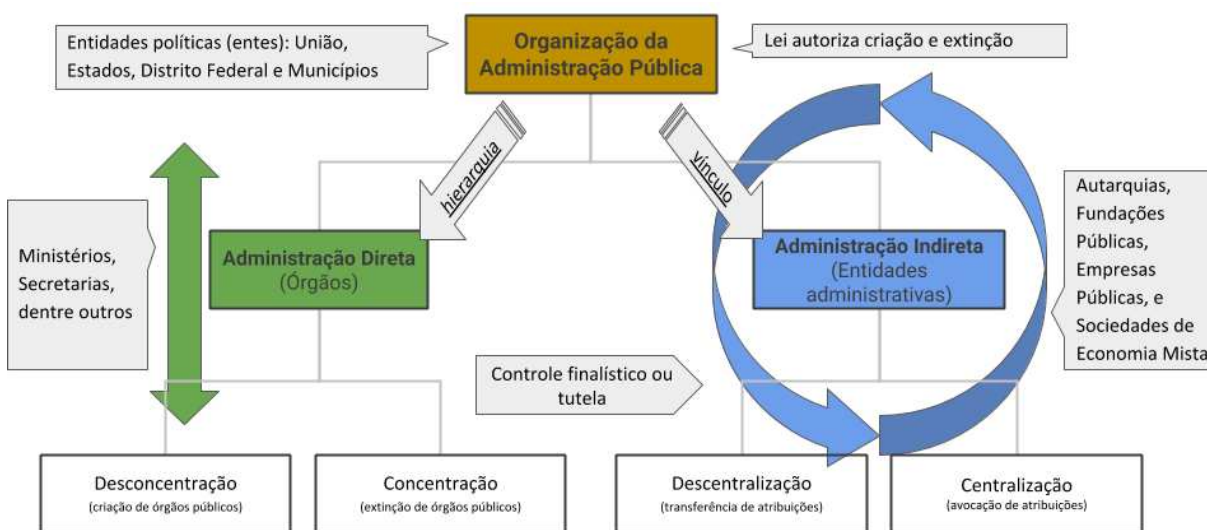 Entidades políticas (entes): União,
Estados, Distrito Federal e Municípios
Organização da
Administração Pública
Lei autoriza criação e extinção
hierarquia
vínculo
Ministérios,
Secretarias,
dentre outros
Administração Direta
(Órgãos)
Administração Indireta
(Entidades
administrativas)
Autarquias,
Fundações
Públicas,
Empresas
Públicas, e
Sociedades de
Economia Mista
Controle finalístico ou
tutela
Desconcentração
(criação de órgãos públicos)
Concentração
(extinção de órgãos públicos)
Descentralização
(transferência de atribuições)
Centralização
(avocação de atribuições)